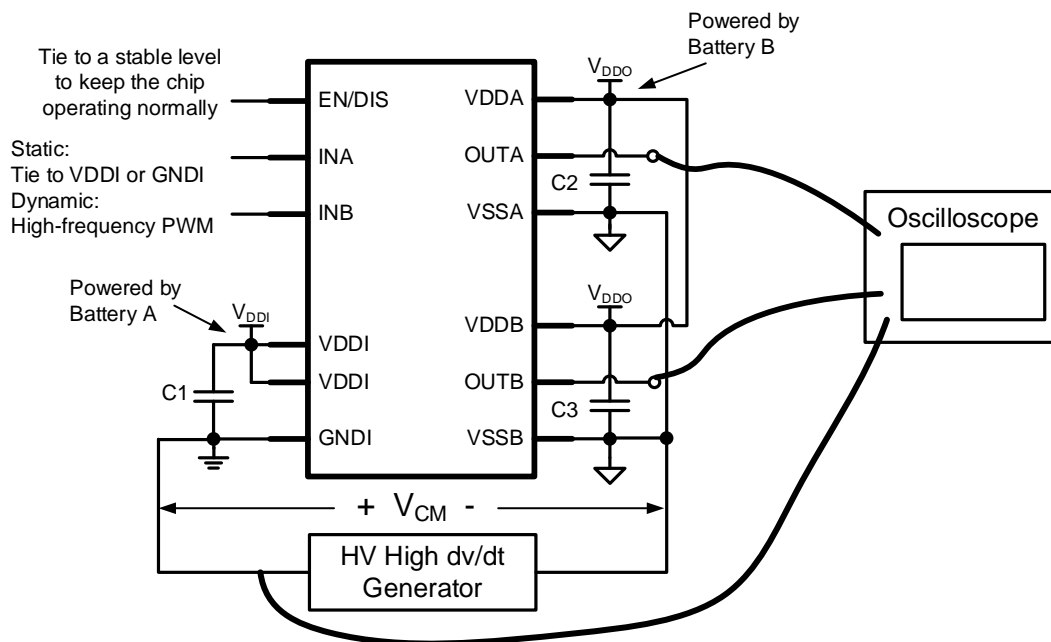 Tie to a stable level
to keep the chip
operating normally
Static:
Tie to VDDI or GNDI
Dynamic:
High-frequency PWM
Powered by
Battery A
VDDI
C1
EN/DIS
INA
INB
VDDI
VDDI
GNDI
VDDA
OUTA
VSSA
VDDB
OUTB
VSSB
Powered by
Battery B
VDDO
C2
VDDO
C3
Oscilloscope
+ VCM -
HV High dv/dt
Generator